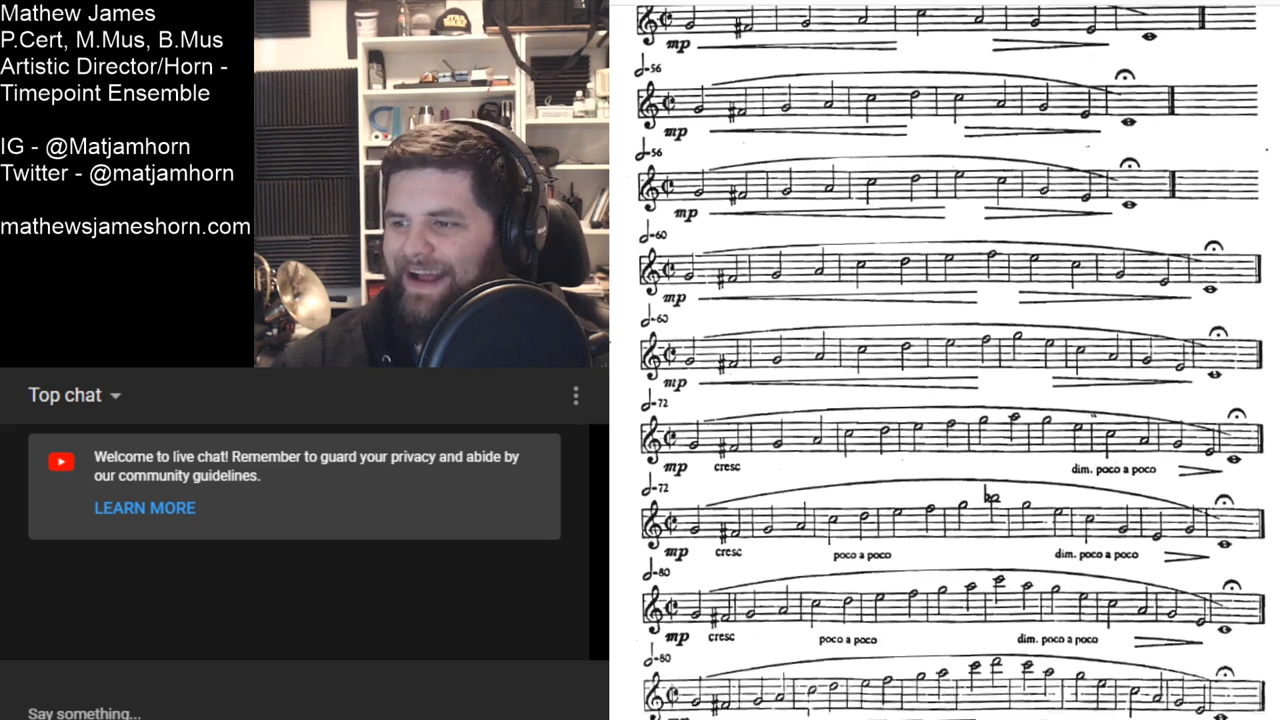 Mathew James
P.Cert, M.Mus, B.Mus
Artistic Director/Horn -
Timepoint Ensemble
IG - @Matjamhorn
Twitter - @matjamhorn
mathewsjameshorn.com
STAR WARS
Top chat
Welcome to live chat! Remember to guard your privacy and abide by
our community guidelines.
LEARN MORE
Say something...
mp
=56
mp
=56
mp
=60
mp
=60
mp
=72
mp cresc dim. poco a poco
=72
mp cresc poco a poco dim. poco a poco
=80
mp cresc poco a poco dim. poco a poco
=80